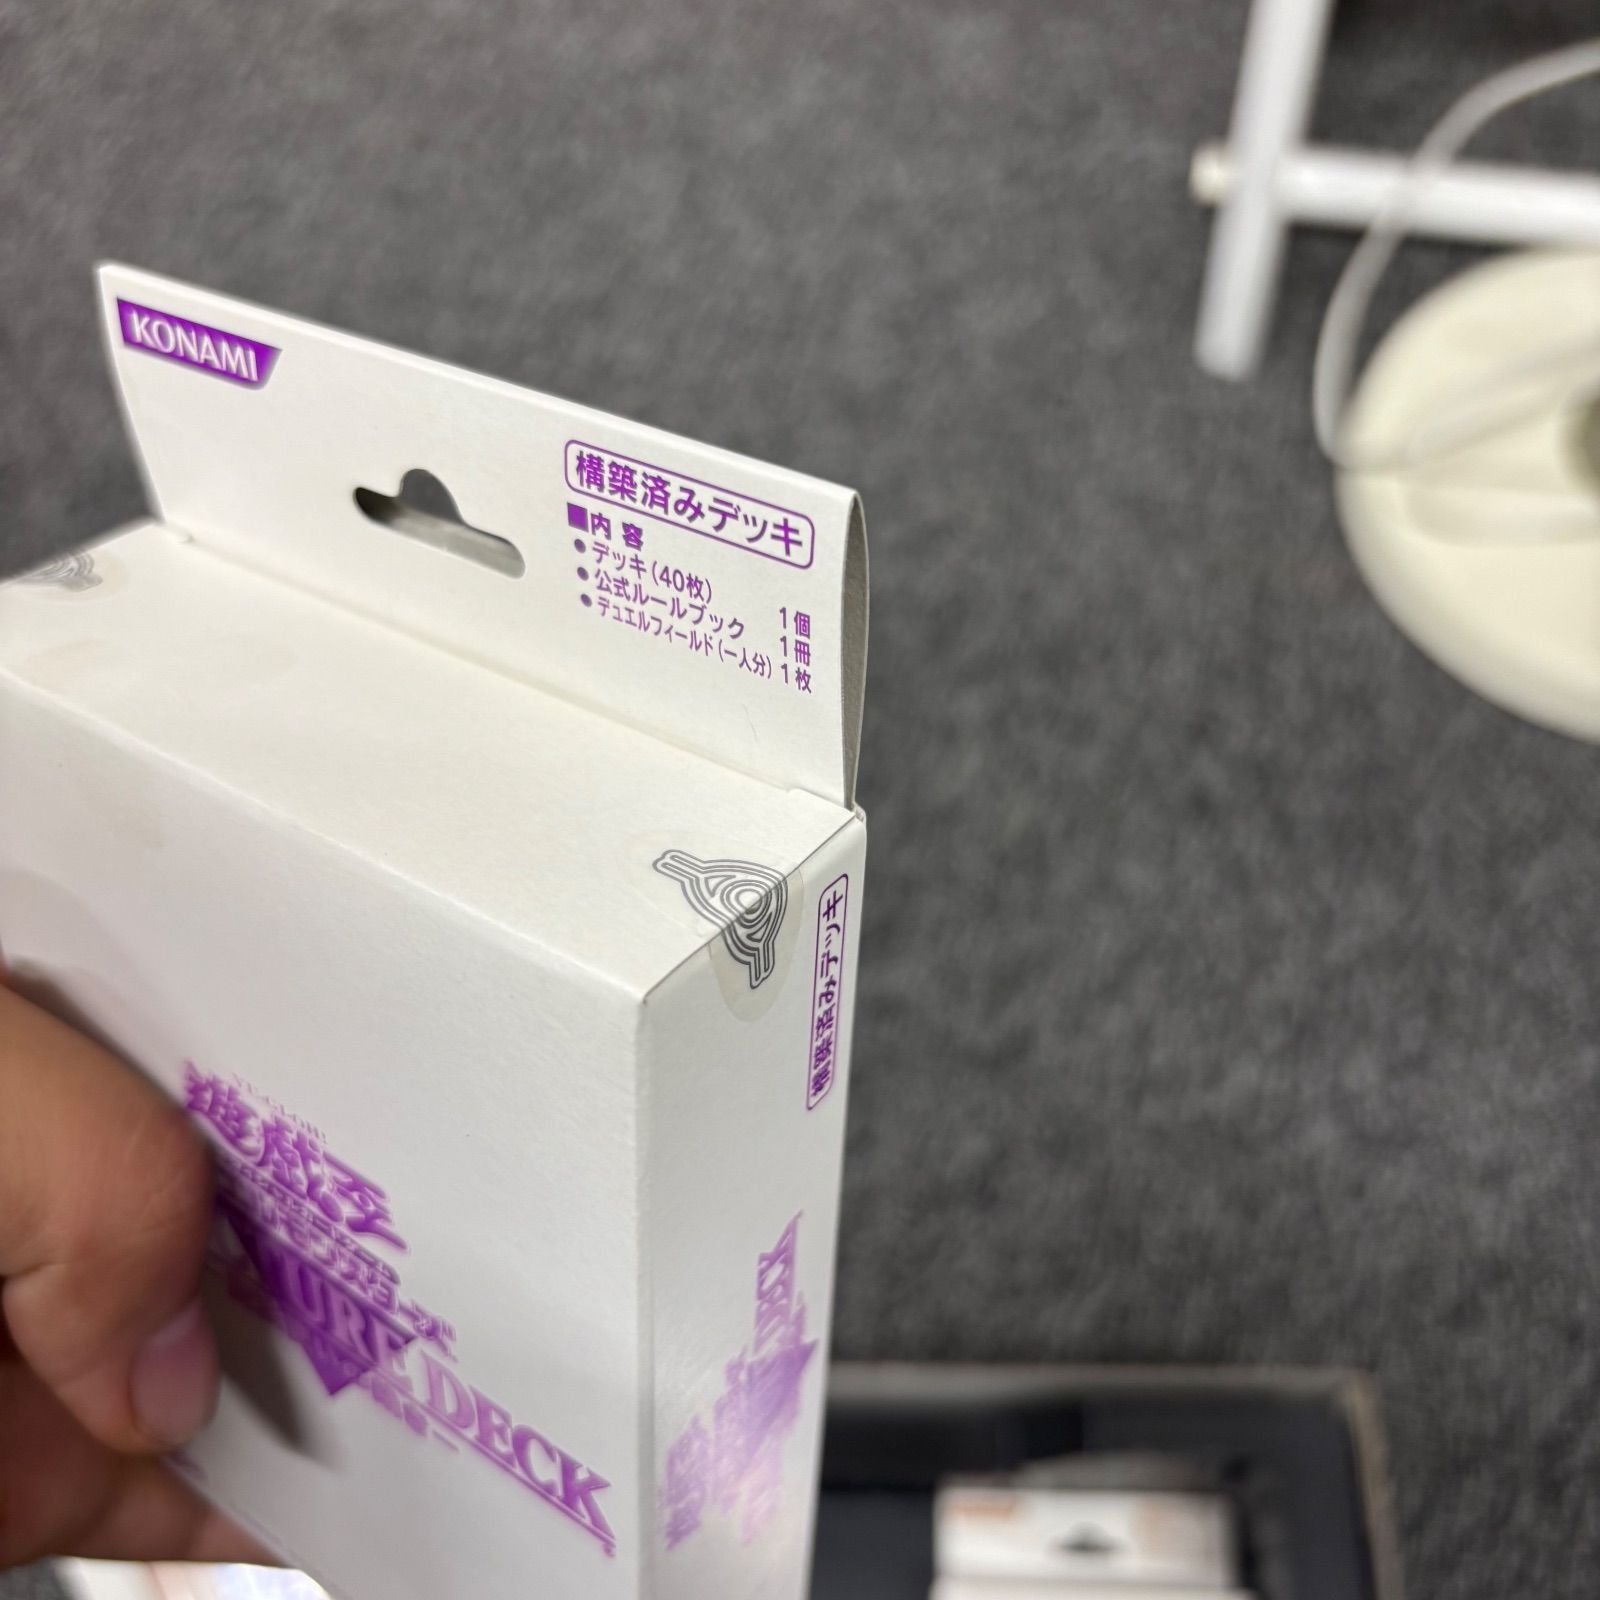 KONAMI
構築済みデッキ
■内 容
●デッキ(40枚) 1個
●公式ルールブック 1冊
●デュエルフィールド(一人分) 1枚
構築済みデッキ
遊戯王
DECK
DECK